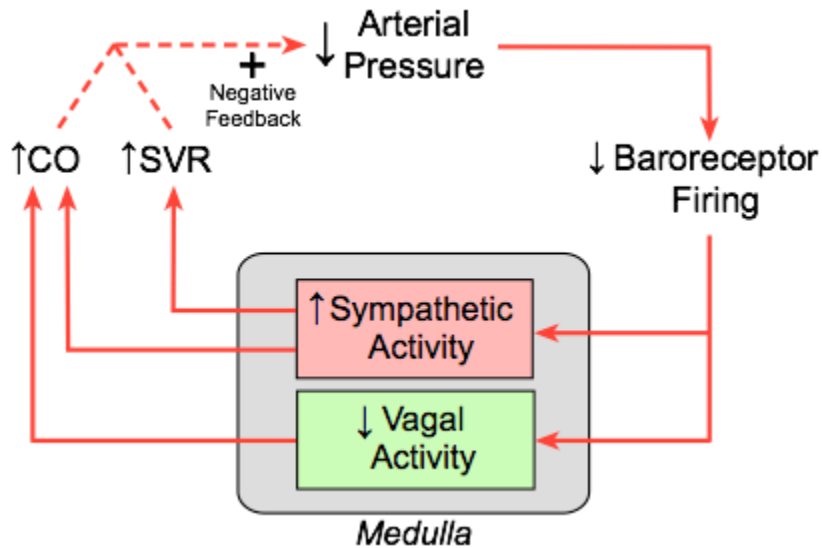 ↓ Arterial
Pressure
+
Negative
Feedback
↑CO
↑SVR
↓ Baroreceptor
Firing
↑ Sympathetic
Activity
↓ Vagal
Activity
Medulla